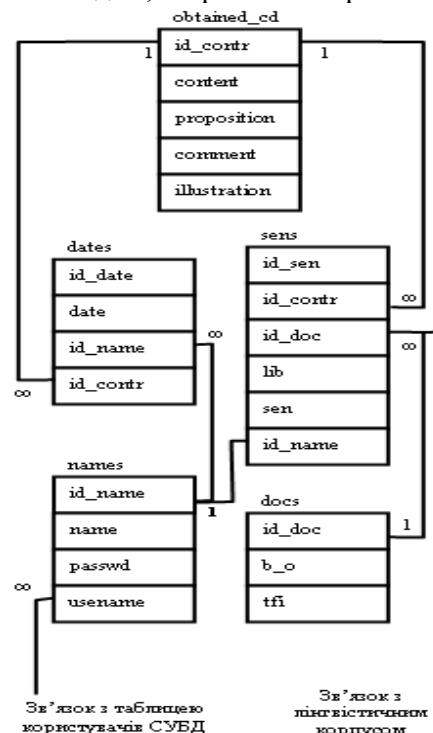 obtained_cd
id_contr
content
proposition
comment
illustration
1
1
dates
id_date
date
id_name
id_contr
∞
∞
sens
id_sen
id_contr
id_doc
lib
sen
id_name
∞
∞
names
id_name
name
passwd
usename
1
∞
docs
id_doc
b_o
tfi
1
Зв’язок з таблицею
користувачів СУБД
Зв’язок з
лінгвістичним
корпусом